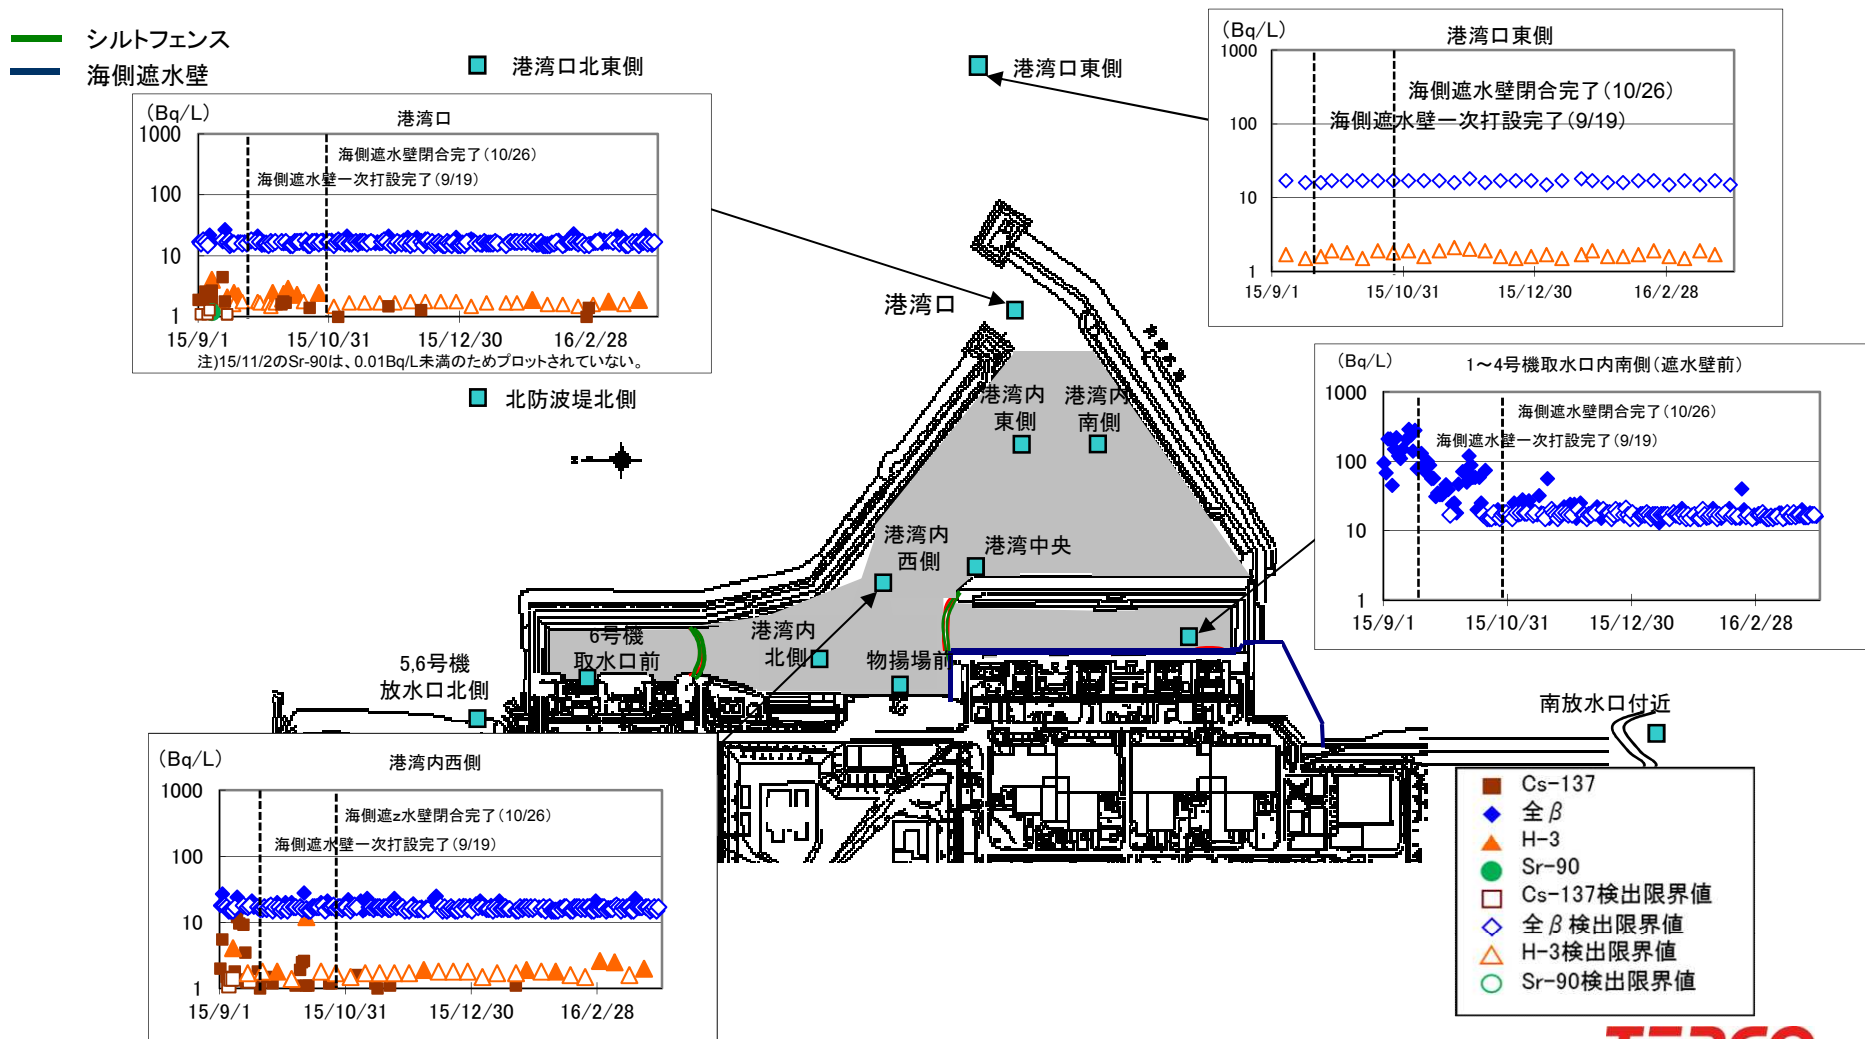 シルトフェンス
海側遮水壁
港湾口北東側
港湾口東側
(Bq/L)
港湾口東側
1000
100
10
1
海側遮水壁閉合完了(10/26)
海側遮水壁一次打設完了(9/19)
15/9/1
15/10/31
15/12/30
16/2/28
(Bq/L)
港湾口
1000
100
10
1
海側遮水壁閉合完了(10/26)
海側遮水壁一次打設完了(9/19)
15/9/1
15/10/31
15/12/30
16/2/28
注)15/11/2のSr-90は、0.01Bq/L未満のためプロットされていない。
港湾口
北防波堤北側
港湾内
東側
港湾内
南側
(Bq/L)
1～4号機取水口内南側(遮水壁前)
1000
100
10
1
海側遮水壁閉合完了(10/26)
海側遮水壁一次打設完了(9/19)
15/9/1
15/10/31
15/12/30
16/2/28
港湾内
西側
港湾中央
6号機
取水口前
港湾内
北側
物揚場前
5,6号機
放水口北側
南放水口付近
(Bq/L)
港湾内西側
1000
100
10
1
海側遮z水壁閉合完了(10/26)
海側遮水壁一次打設完了(9/19)
15/9/1
15/10/31
15/12/30
16/2/28
Cs-137
全β
H-3
Sr-90
Cs-137検出限界値
全β検出限界値
H-3検出限界値
Sr-90検出限界値
TEPCO